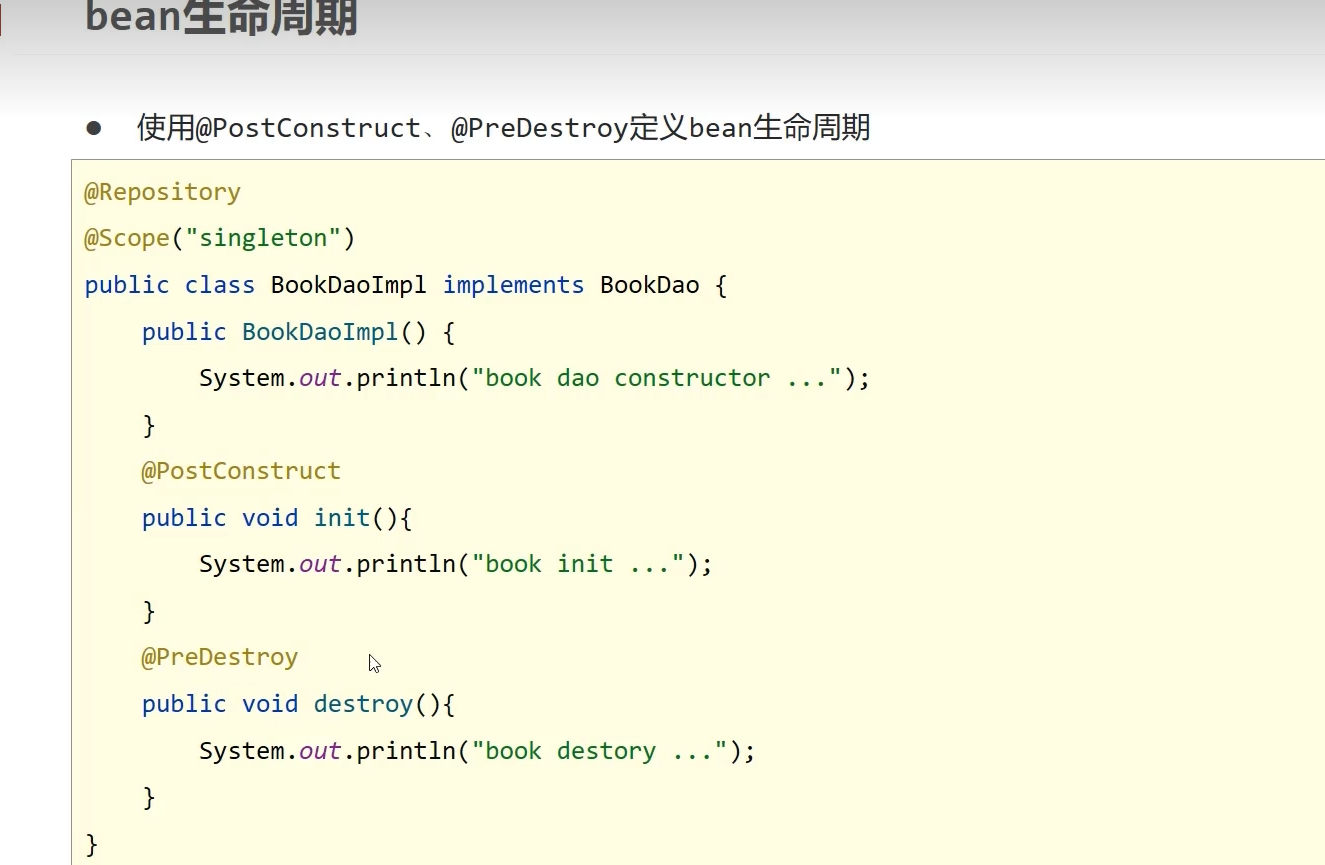 bean生命周期
● 使用@PostConstruct、@PreDestroy定义bean生命周期
@Repository
@Scope("singleton")
public class BookDaoImpl implements BookDao {
    public BookDaoImpl() {
        System.out.println("book dao constructor ...");
    }
    @PostConstruct
    public void init(){
        System.out.println("book init ...");
    }
    @PreDestroy
    public void destroy(){
        System.out.println("book destory ...");
    }
}